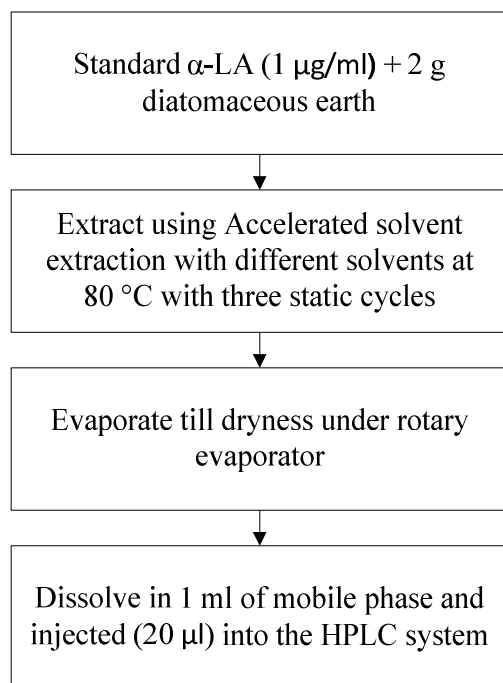 Standard α-LA (1 μg/ml) + 2 g
diatomaceous earth
Extract using Accelerated solvent
extraction with different solvents at
80 °C with three static cycles
Evaporate till dryness under rotary
evaporator
Dissolve in 1 ml of mobile phase and
injected (20 μl) into the HPLC system